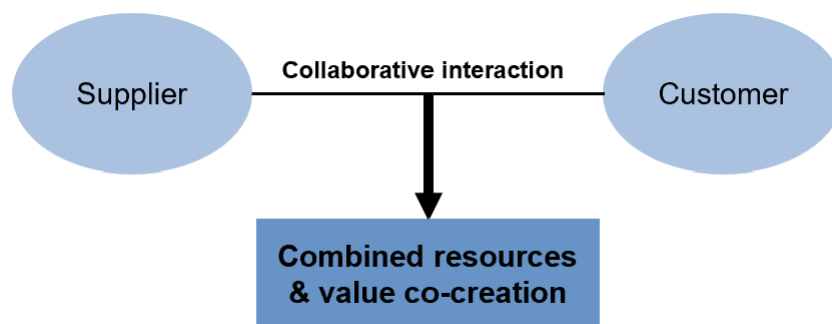 Collaborative interaction
Supplier
Customer
Combined resources
& value co-creation